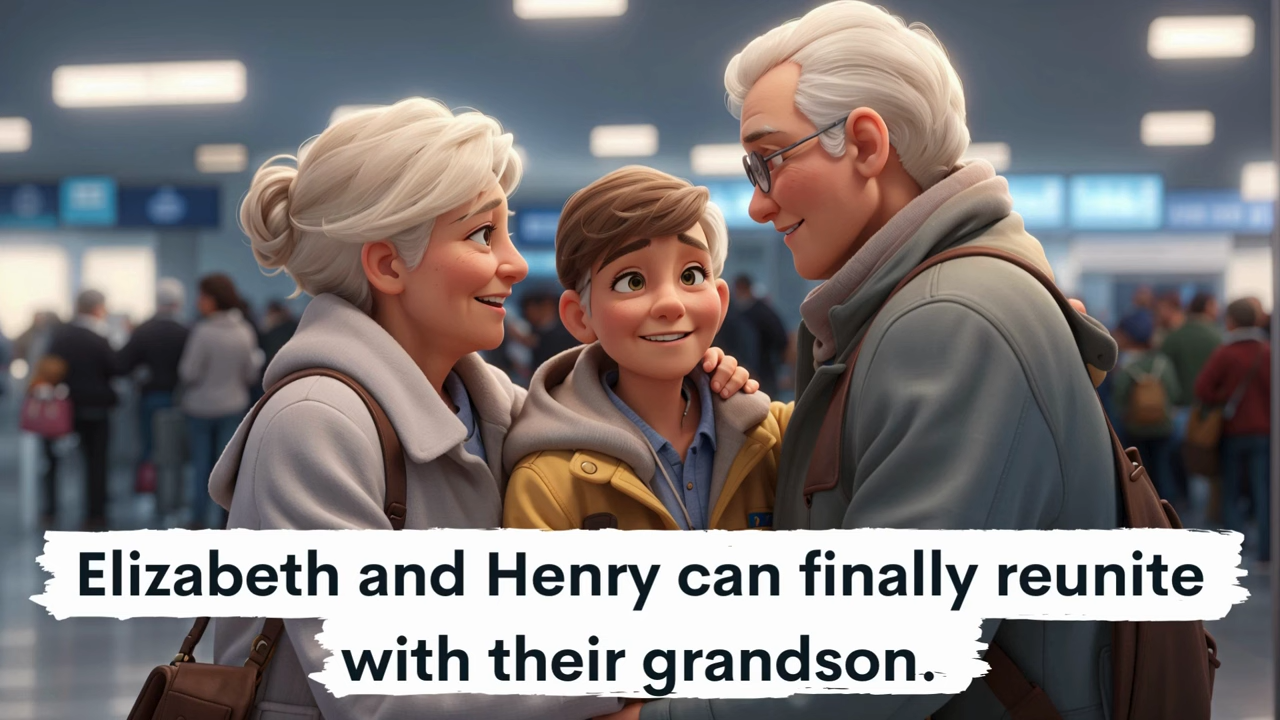 Elizabeth and Henry can finally reunite
with their grandson.